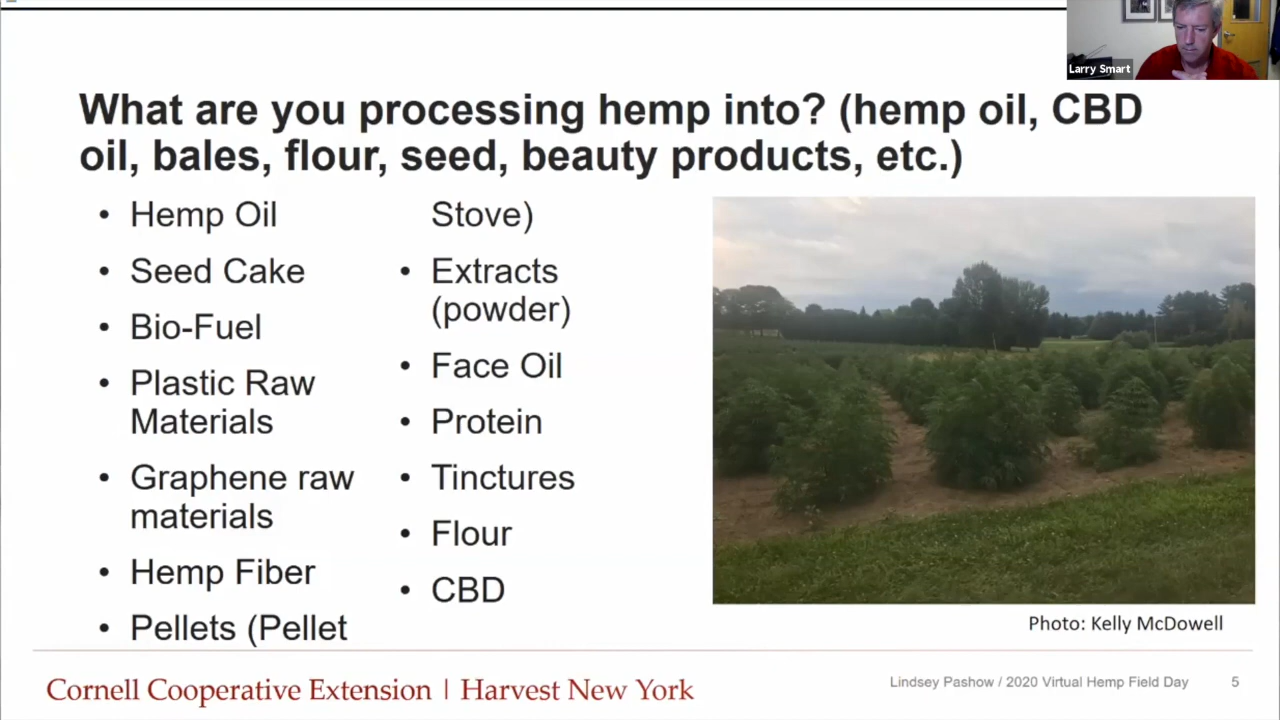 Larry Smart
What are you processing hemp into? (hemp oil, CBD
oil, bales, flour, seed, beauty products, etc.)
• Hemp Oil
• Seed Cake
• Bio-Fuel
• Plastic Raw
Materials
• Graphene raw
materials
• Hemp Fiber
• Pellets (Pellet
Stove)
• Extracts
(powder)
• Face Oil
• Protein
• Tinctures
• Flour
• CBD
Photo: Kelly McDowell
Cornell Cooperative Extension | Harvest New York
Lindsey Pashow / 2020 Virtual Hemp Field Day
5